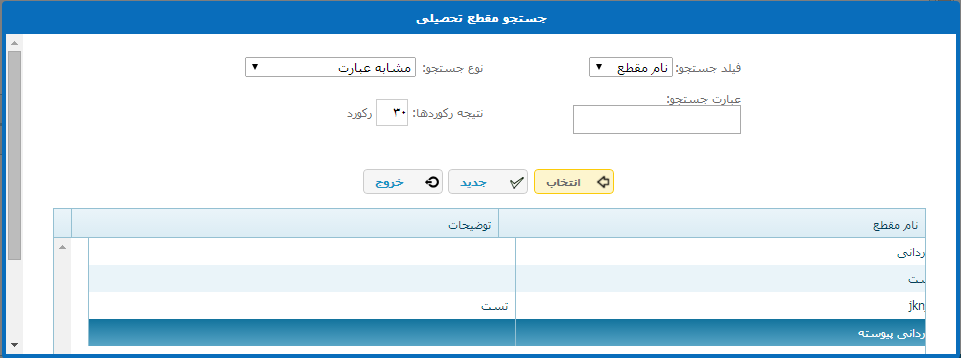 جستجو مقطع تحصیلی
فیلد جستجو: نام مقطع نوع جستجو: مشابه عبارت
عبارت جستجو:
نتیجه رکوردها: ۳۰ رکورد
انتخاب جدید خروج
نام مقطع توضیحات
ردانی
ست
jkn تست
ردانی پیوسته